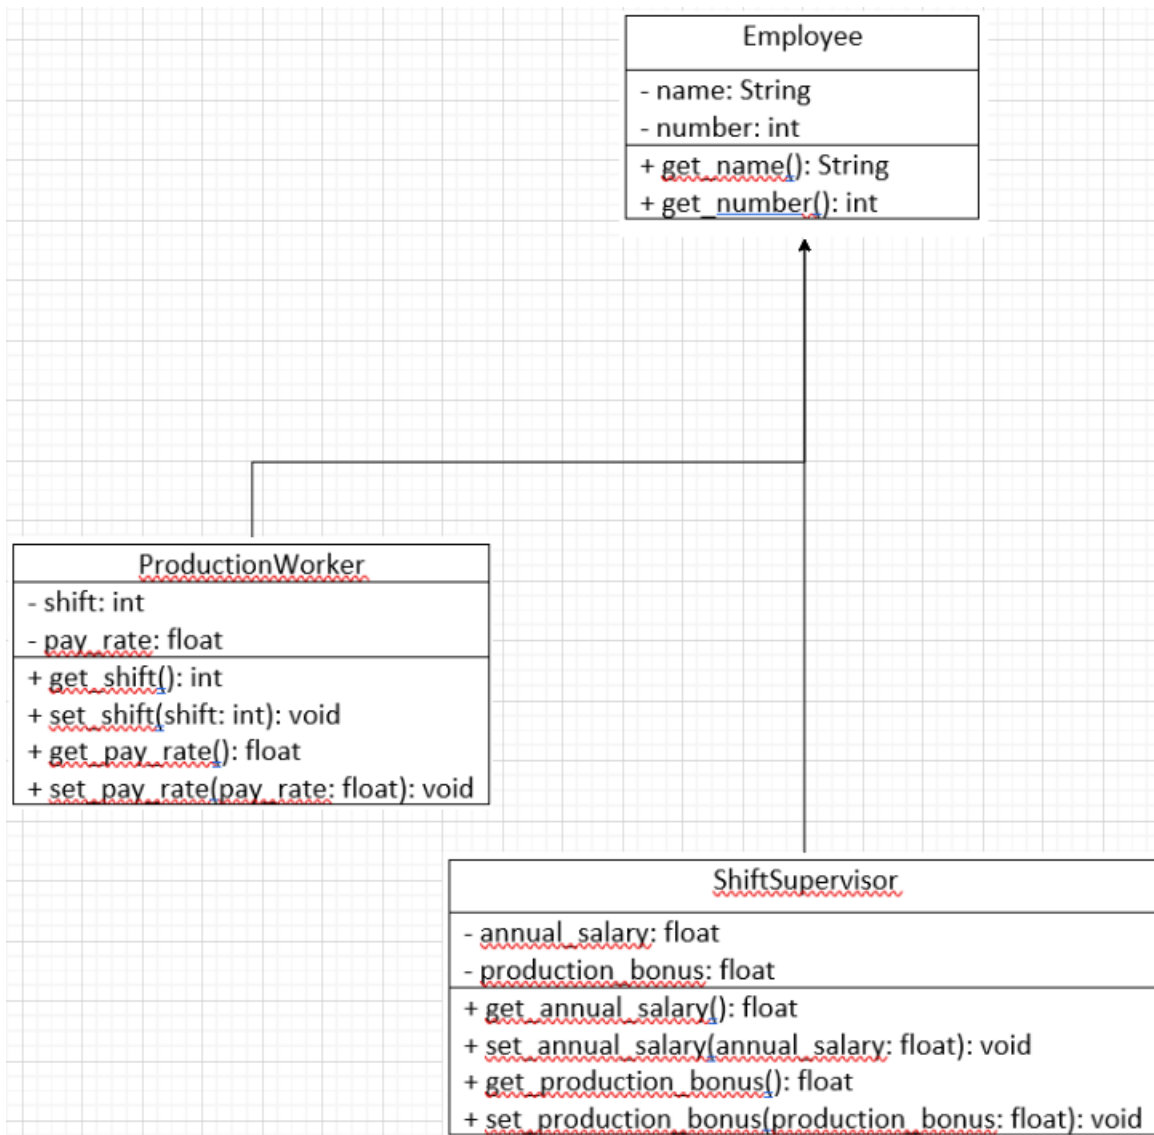 Employee
- name: String
- number: int
+ get_name(): String
+ get_number(): int
ProductionWorker
- shift: int
- pay_rate: float
+ get_shift(): int
+ set_shift(shift: int): void
+ get_pay_rate(): float
+ set_pay_rate(pay_rate: float): void
ShiftSupervisor
- annual_salary: float
- production_bonus: float
+ get_annual_salary(): float
+ set_annual_salary(annual_salary: float): void
+ get_production_bonus(): float
+ set_production_bonus(production_bonus: float): void